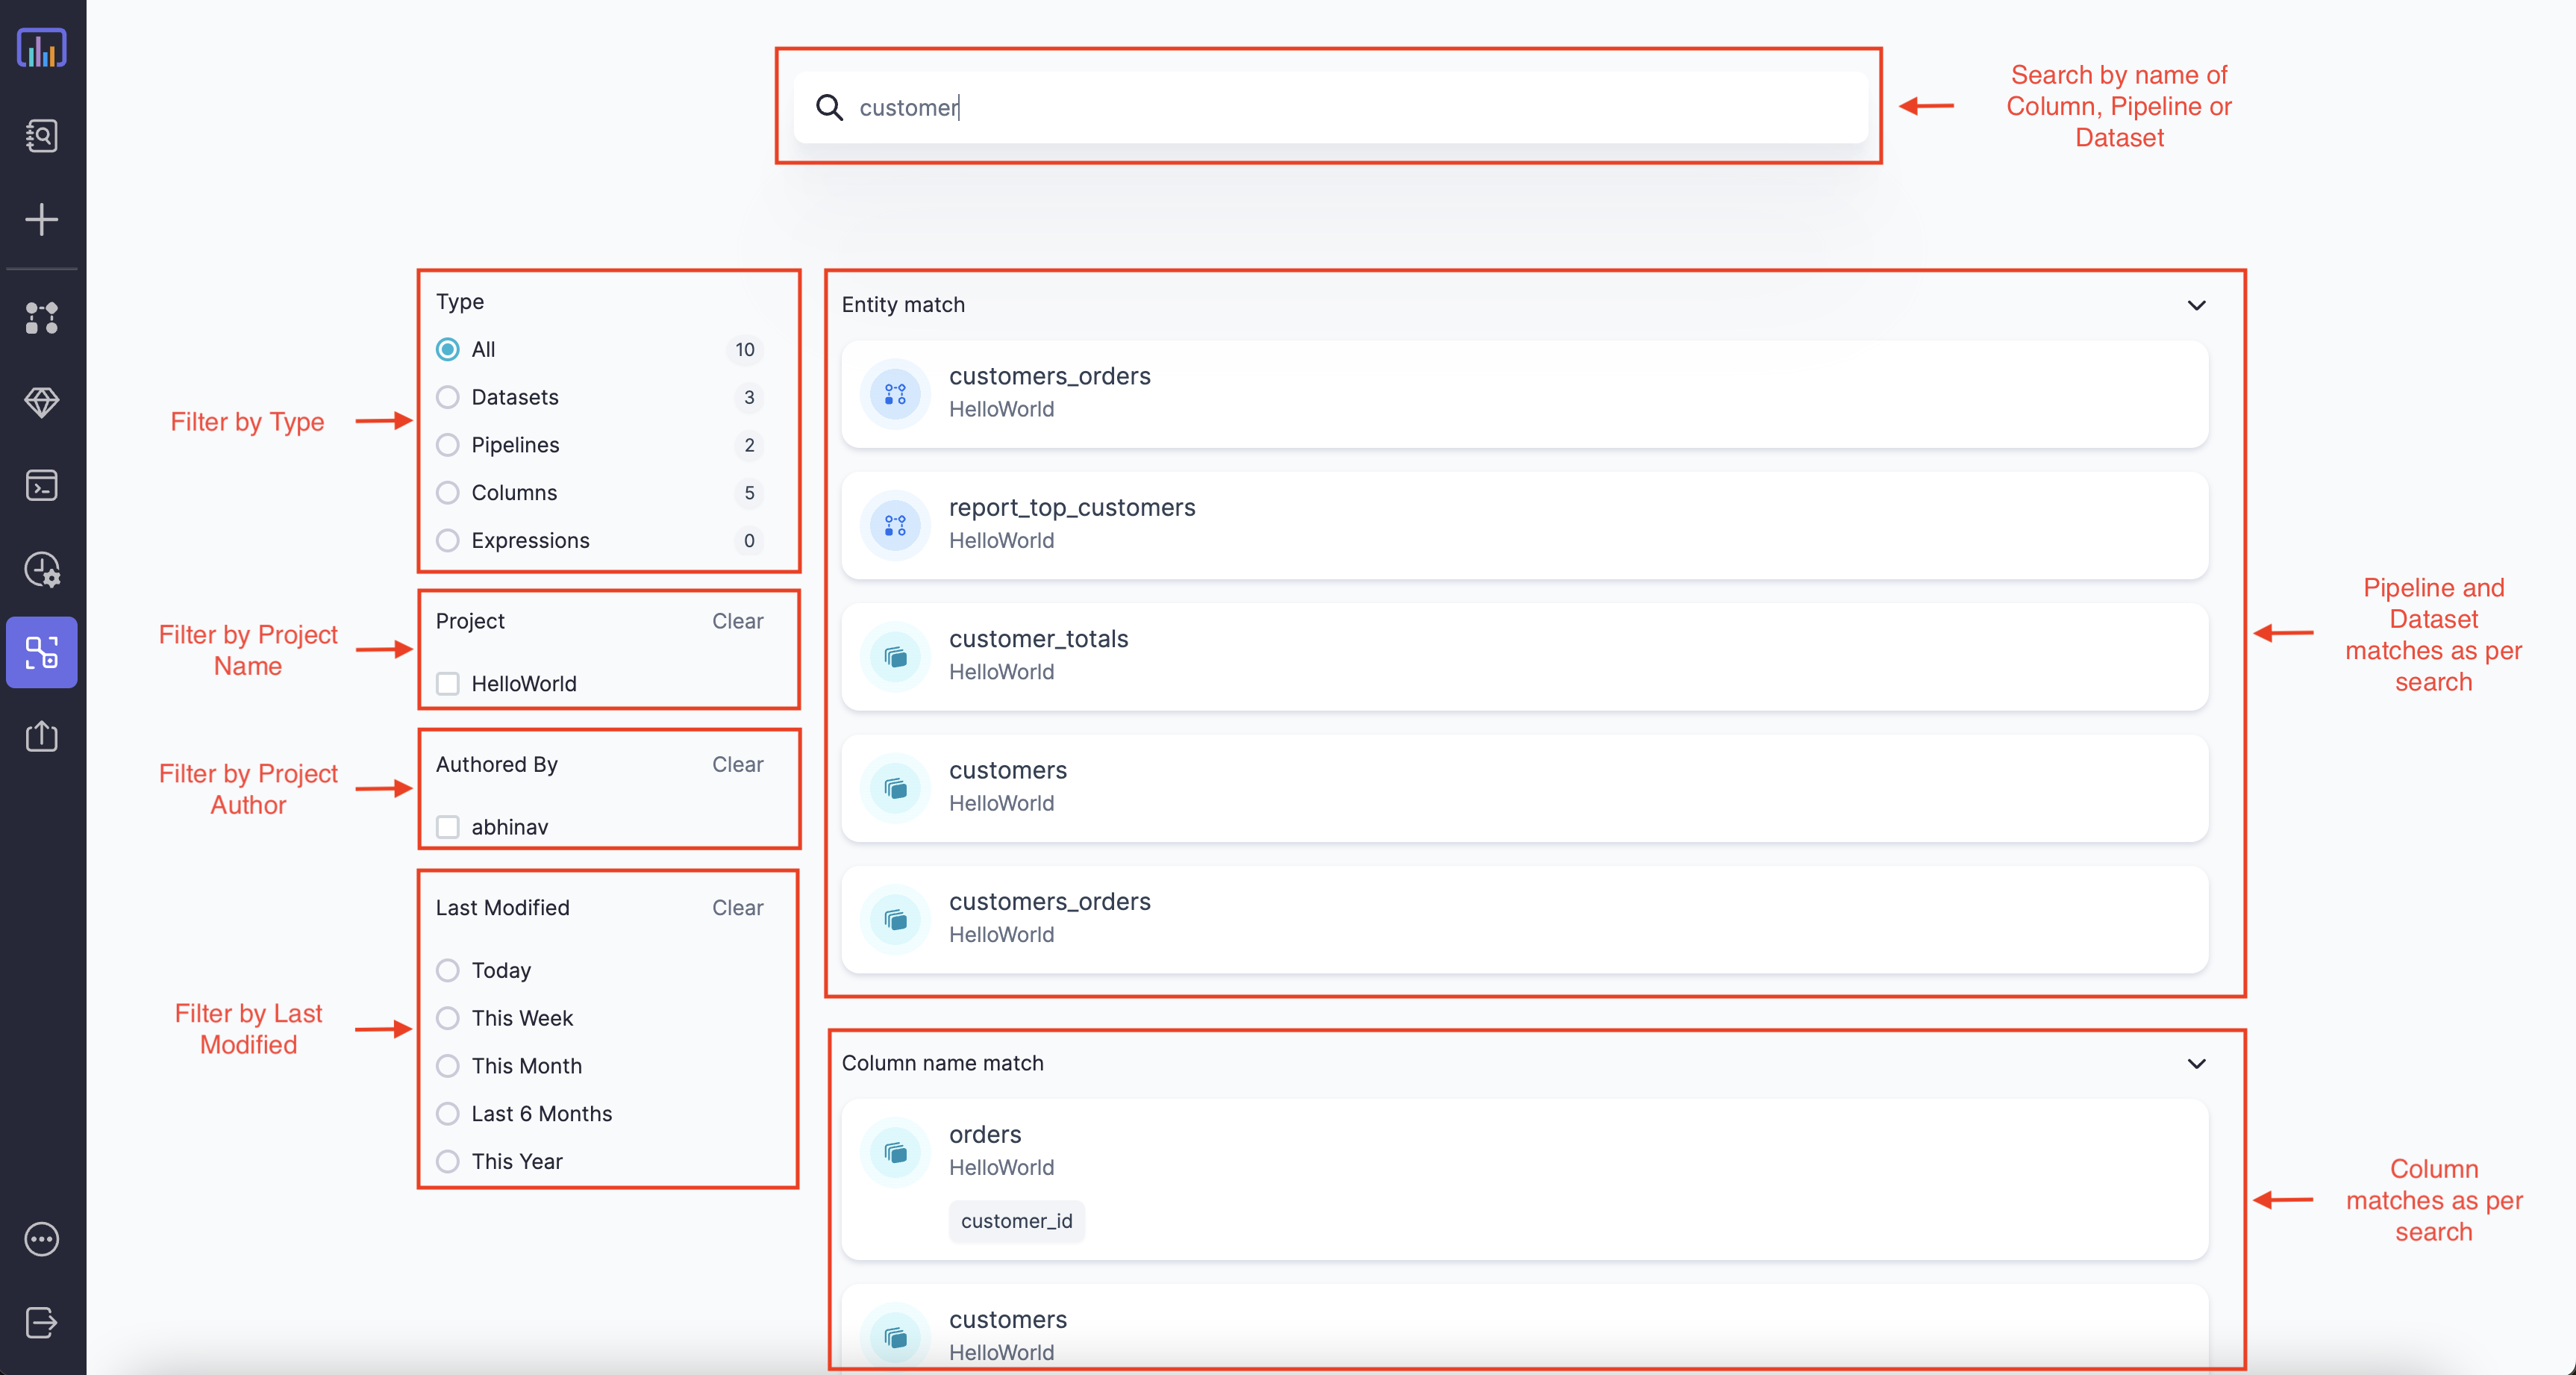 customer
Search by name of
Column, Pipeline or
Dataset
Filter by Type
Type
All 10
Datasets 3
Pipelines 2
Columns 5
Expressions 0
Filter by Project
Name
Project Clear
HelloWorld
Filter by Project
Author
Authored By Clear
abhinav
Filter by Last
Modified
Last Modified Clear
Today
This Week
This Month
Last 6 Months
This Year
Entity match
customers_orders
HelloWorld
report_top_customers
HelloWorld
customer_totals
HelloWorld
customers
HelloWorld
customers_orders
HelloWorld
Pipeline and
Dataset
matches as per
search
Column name match
orders
HelloWorld
customer_id
customers
HelloWorld
Column
matches as per
search